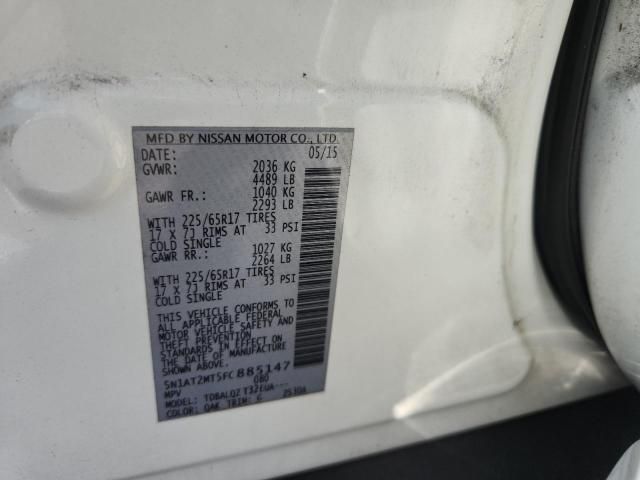 MFD BY NISSAN MOTOR CO., LTD.
DATE: 05/15
GVWR: 2036 KG
4489 LB
GAWR FR.: 1040 KG
2293 LB
WITH 225/65R17 TIRES
17 X 7J RIMS AT 33 PSI
COLD SINGLE
GAWR RR.: 1027 KG
2264 LB
WITH 225/65R17 TIRES
17 X 7J RIMS AT 33 PSI
COLD SINGLE
THIS VEHICLE CONFORMS TO
ALL APPLICABLE FEDERAL
MOTOR VEHICLE SAFETY AND
THEFT PREVENTION
STANDARDS IN EFFECT ON
THE DATE OF MANUFACTURE
SHOWN ABOVE.
5N1AT2MT5FC885147
MPV 080
MODEL:
COLOR: QAK TRIM: G